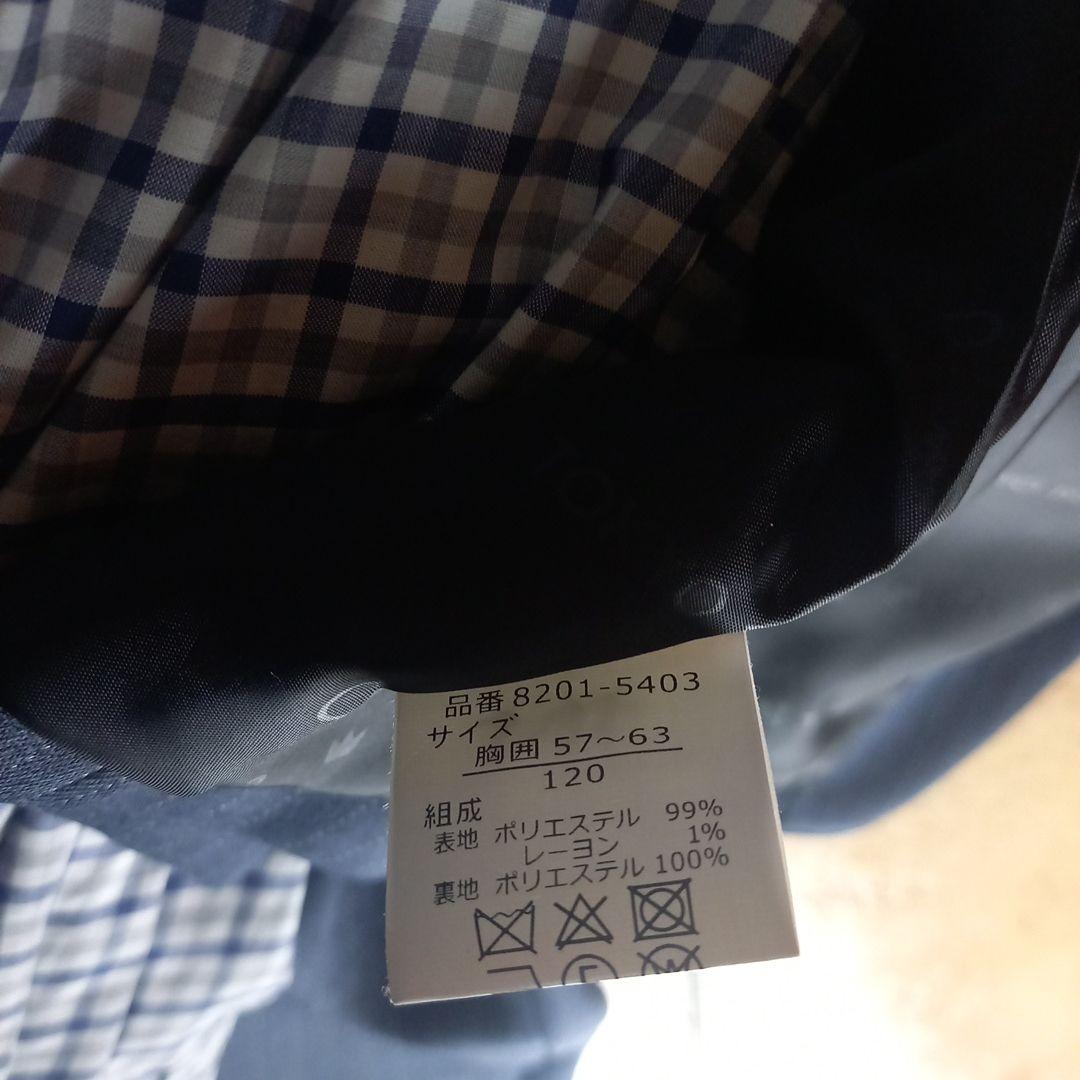 TOK
品番 8201-5403
サイズ
胸囲 57～63
120
組成
表地 ポリエステル 99%
レーヨン 1%
裏地 ポリエステル 100%
F
W